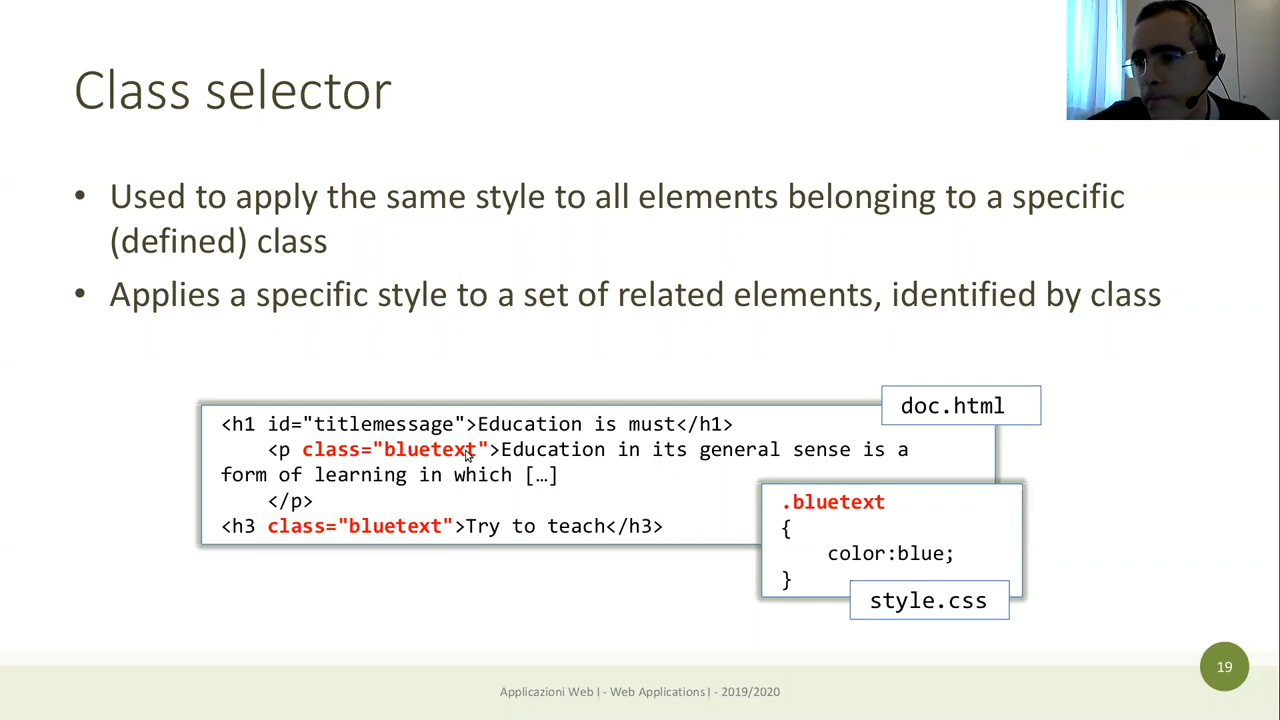 Class selector
• Used to apply the same style to all elements belonging to a specific
(defined) class
• Applies a specific style to a set of related elements, identified by class
doc.html
<h1 id="titlemessage">Education is must</h1>
<p class="bluetext">Education in its general sense is a
form of learning in which […]
</p>
<h3 class="bluetext">Try to teach</h3>
.bluetext
{
color:blue;
}
style.css
19
Applicazioni Web I - Web Applications I - 2019/2020